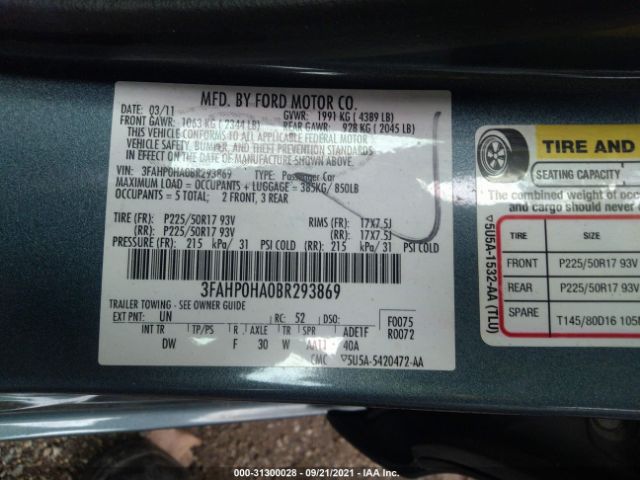 MFD. BY FORD MOTOR CO.
DATE: 03/11 GVWR: 1991 KG ( 4389 LB)
FRONT GAWR: 1063 KG ( 2344 LB) REAR GAWR: 928 KG ( 2045 LB)
THIS VEHICLE CONFORMS TO ALL APPLICABLE FEDERAL MOTOR
VEHICLE SAFETY, BUMPER, AND THEFT PREVENTION STANDARDS
IN EFFECT ON THE DATE OF MANUFACTURE SHOWN ABOVE.
VIN: 3FAHP0HA0BR293869 TYPE: Passenger Car
MAXIMUM LOAD = OCCUPANTS + LUGGAGE = 385KG/ 850LB
OCCUPANTS = 5 TOTAL; 2 FRONT, 3 REAR
TIRE (FR): P225/50R17 93V RIMS (FR): 17X7.5J
(RR): P225/50R17 93V (RR): 17X7.5J
PRESSURE (FR): 215 kPa/ 31 PSI COLD (RR): 215 kPa/ 31 PSI COLD
3FAHP0HA0BR293869
TRAILER TOWING - SEE OWNER GUIDE
EXT PNT: UN RC: 52 DSO: F0075
R0072
INT TR TP/PS R AXLE TR SPR ADE1F
DW F 30 W AA11 40A
CMC ▽5U5A-5420472-AA
▽5U5A-1532-AA (TLU)
TIRE AND
SEATING CAPACITY
The combined weight of occu
and cargo should never
TIRE SIZE
FRONT P225/50R17 93V
REAR P225/50R17 93V
SPARE T145/80D16 105M
000-31300028 - 09/21/2021 - IAA Inc.